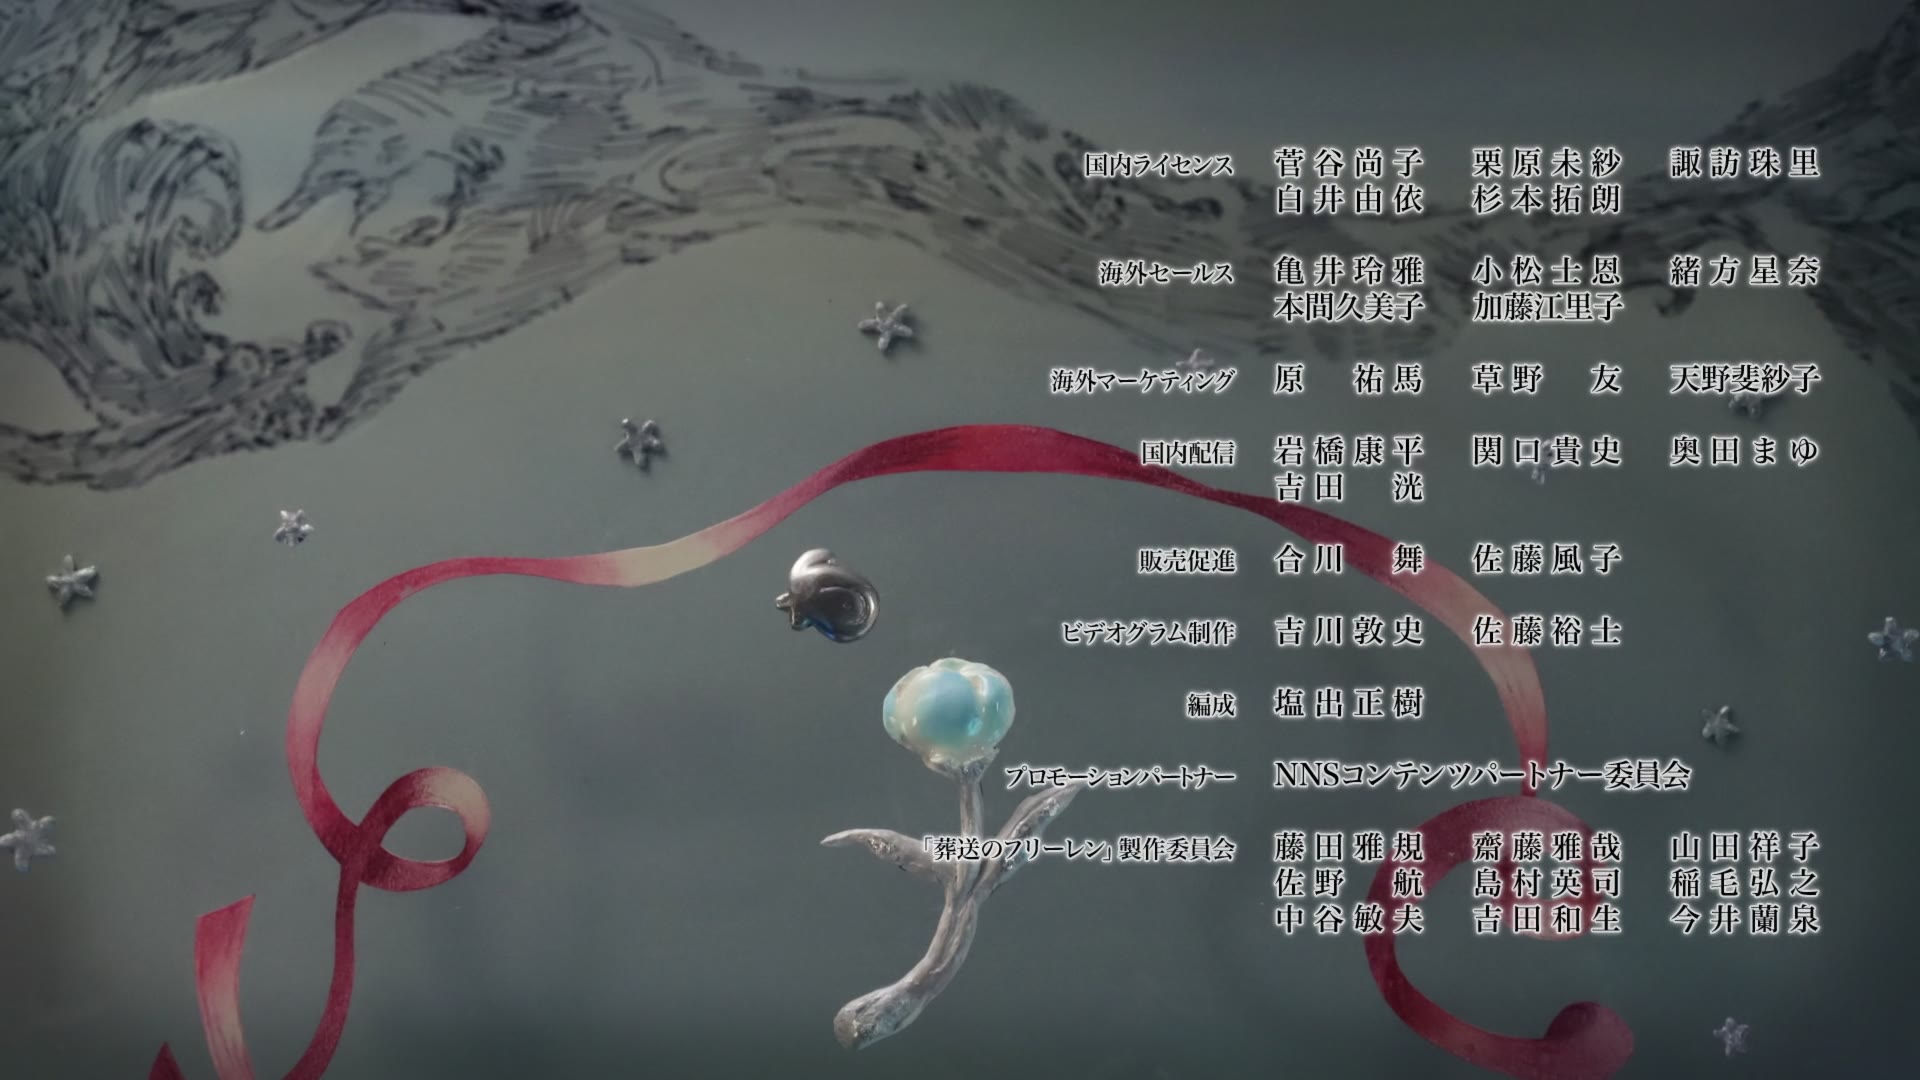 国内ライセンス 菅谷尚子 栗原未紗 諏訪珠里
白井由依 杉本拓朗
海外セールス 亀井玲雅 小松士恩 緒方星奈
本間久美子 加藤江里子
海外マーケティング 原 祐馬 草野 友 天野斐紗子
国内配信 岩橋康平 関口貴史 奥田まゆ
吉田 洸
販売促進 合川 舞 佐藤風子
ビデオグラム制作 吉川敦史 佐藤裕士
編成 塩出正樹
プロモーションパートナー NNSコンテンツパートナー委員会
「葬送のフリーレン」製作委員会 藤田雅規 齋藤雅哉 山田祥子
佐野 航 島村英司 稲毛弘之
中谷敏夫 吉田和生 今井蘭泉